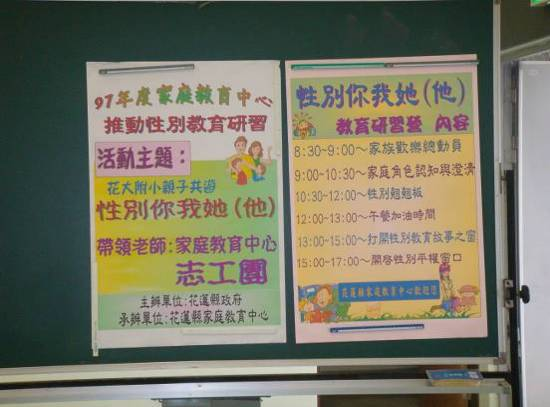 97年度家庭教育中心
推動性別教育研習
活動主題：
花大附小親子共遊
性別你我她(他)
帶領老師:家庭教育中心
志工團
主辦單位:花蓮縣政府
承辦單位:花蓮縣家庭教育中心
性別你我她(他)
教育研習營 內容
8:30~9:00~家族歡樂總動員
9:00~10:30~家庭角色認知與澄清
10:30~12:00~性別翹翹板
12:00~13:00~午餐加油時間
13:00~15:00~打開性別教育故事之窗
15:00~17:00~開啓性別平權窗口
花蓮縣家庭教育中心歡迎您